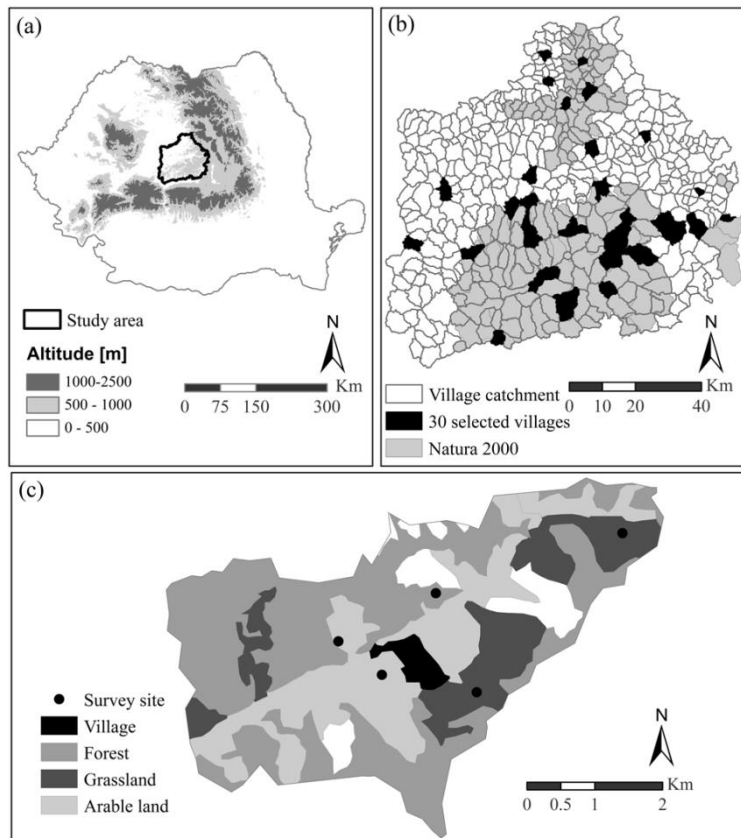 (a)
Study area
Altitude [m]
1000-2500
500 - 1000
0 - 500
N
Km
0 75 150 300
(b)
Village catchment
30 selected villages
Natura 2000
N
Km
0 10 20 40
(c)
Survey site
Village
Forest
Grassland
Arable land
N
Km
0 0.5 1 2